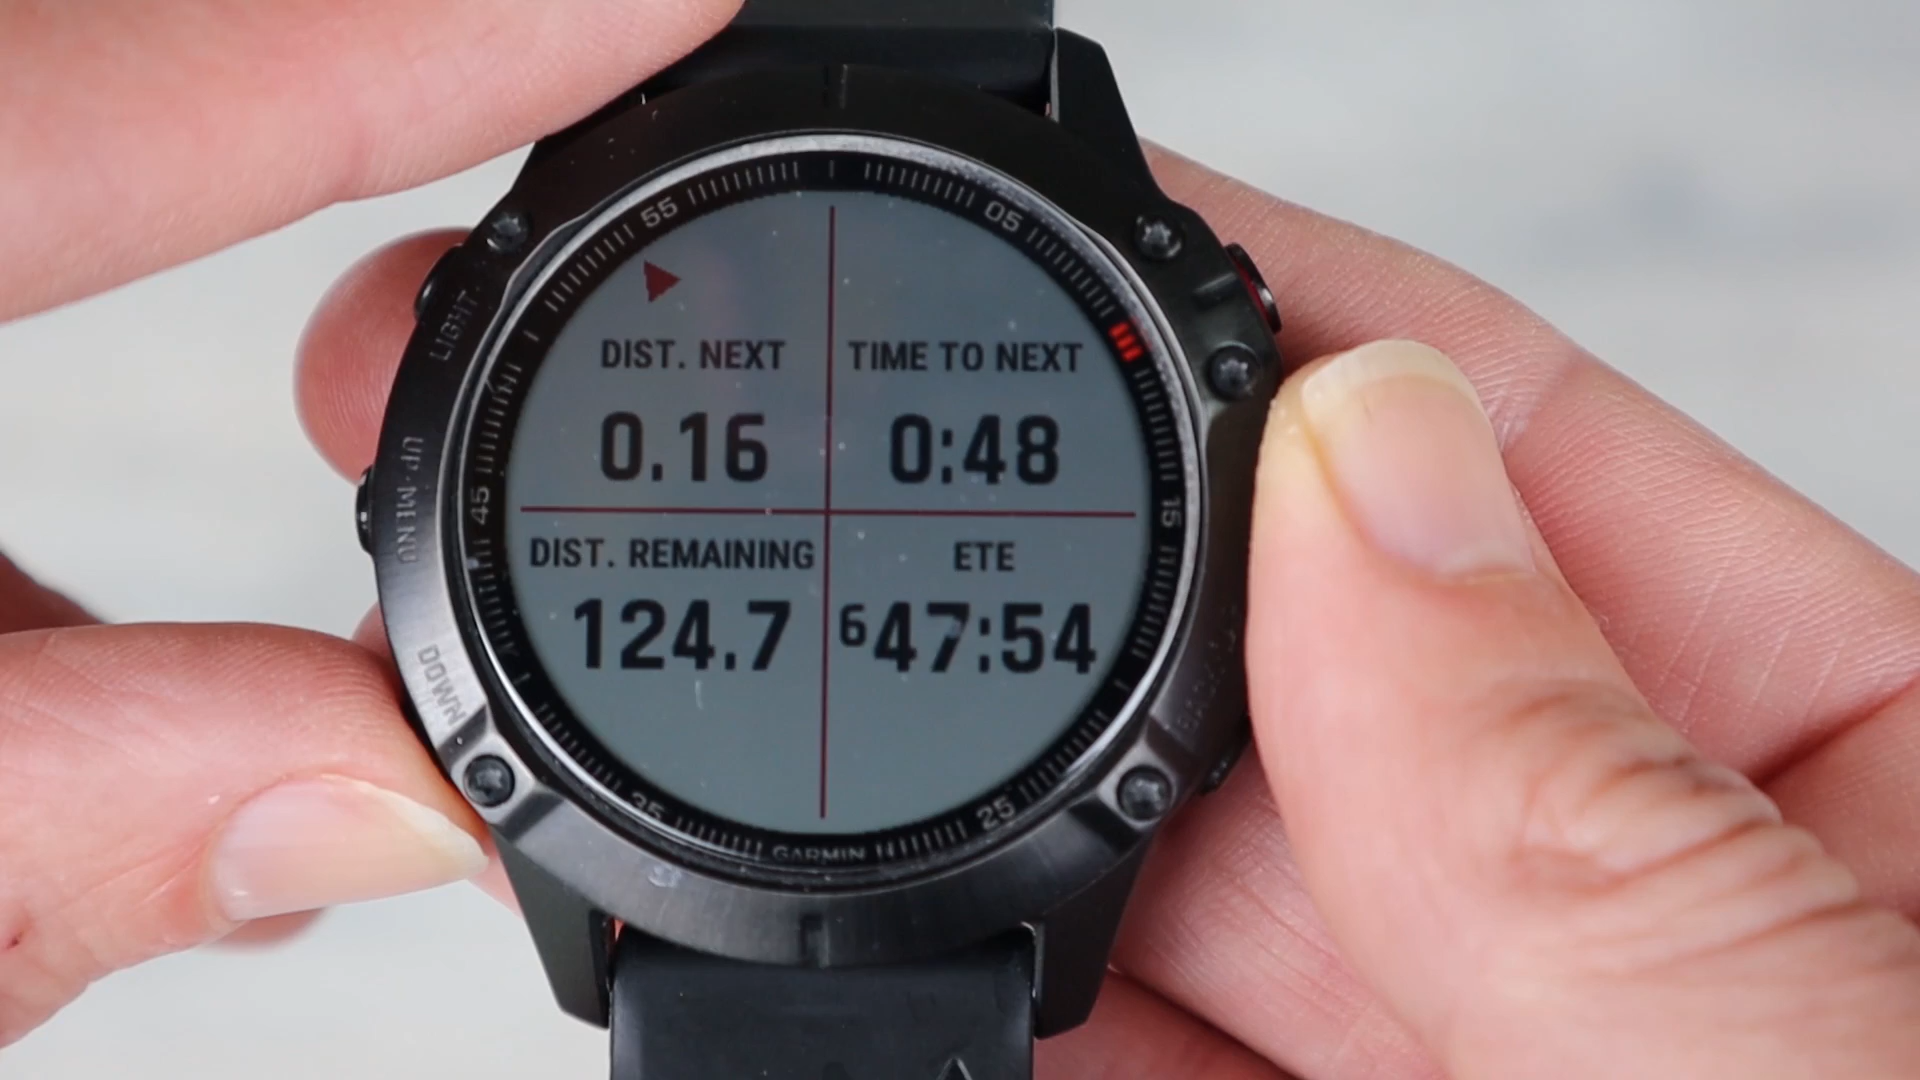 55
05
LIGHT
DIST. NEXT
TIME TO NEXT
0.16
0:48
UP·MENU
45
15
DIST. REMAINING
ETE
124.7
647:54
DOWN
35
25
GARMIN